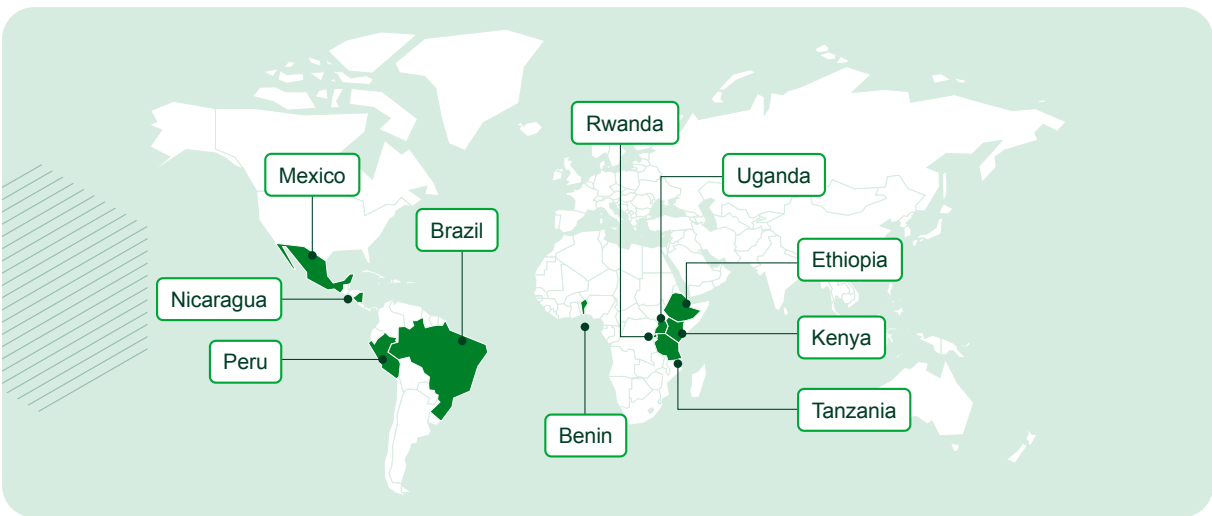 Rwanda
Mexico
Uganda
Brazil
Ethiopia
Nicaragua
Kenya
Peru
Tanzania
Benin